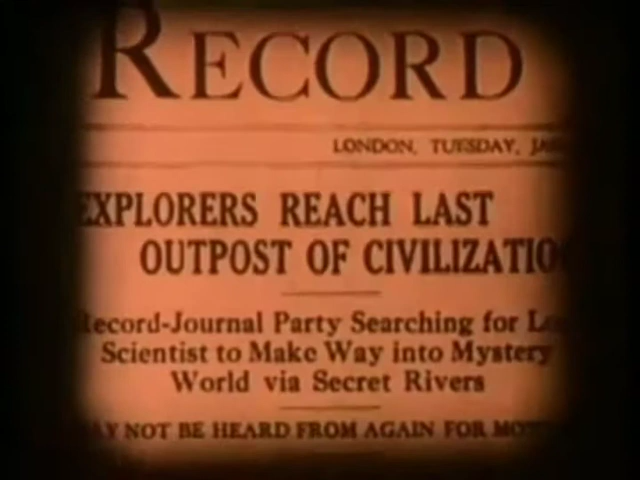 RECORD
LONDON, TUESDAY,
EXPLORERS REACH LAST
OUTPOST OF CIVILIZATIO
Record-Journal Party Searching for
Scientist to Make Way into Mystery
World via Secret Rivers
NOT BE HEARD FROM AGAIN FOR